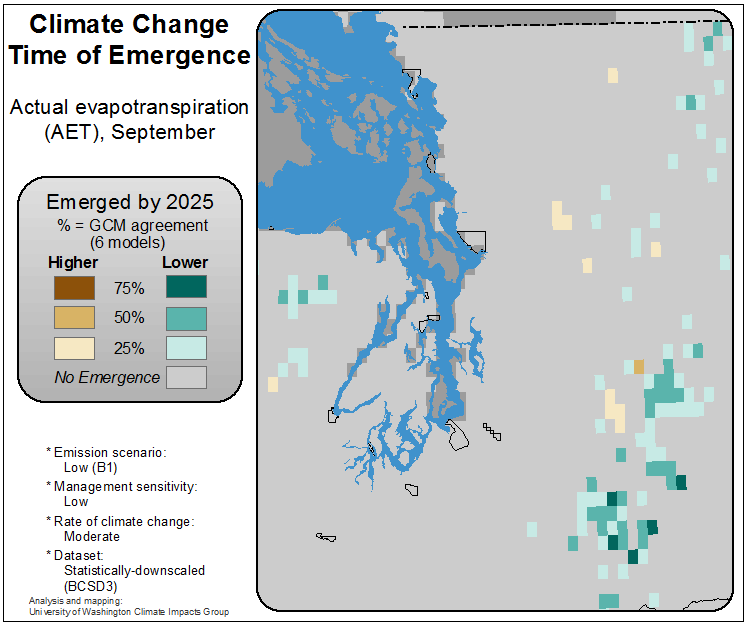 Climate Change
Time of Emergence
Actual evapotranspiration
(AET), September
Emerged by 2025
% = GCM agreement
(6 models)
Higher Lower
75%
50%
25%
No Emergence
* Emission scenario:
Low (B1)
* Management sensitivity:
Low
* Rate of climate change:
Moderate
* Dataset:
Statistically-downscaled
(BCSD3)
Analysis and mapping:
University of Washington Climate Impacts Group